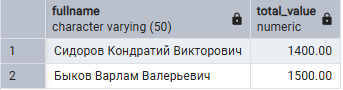 fullname total_value
character varying (50) numeric
1 Сидоров Кондратий Викторович 1400.00
2 Быков Варлам Валерьевич 1500.00